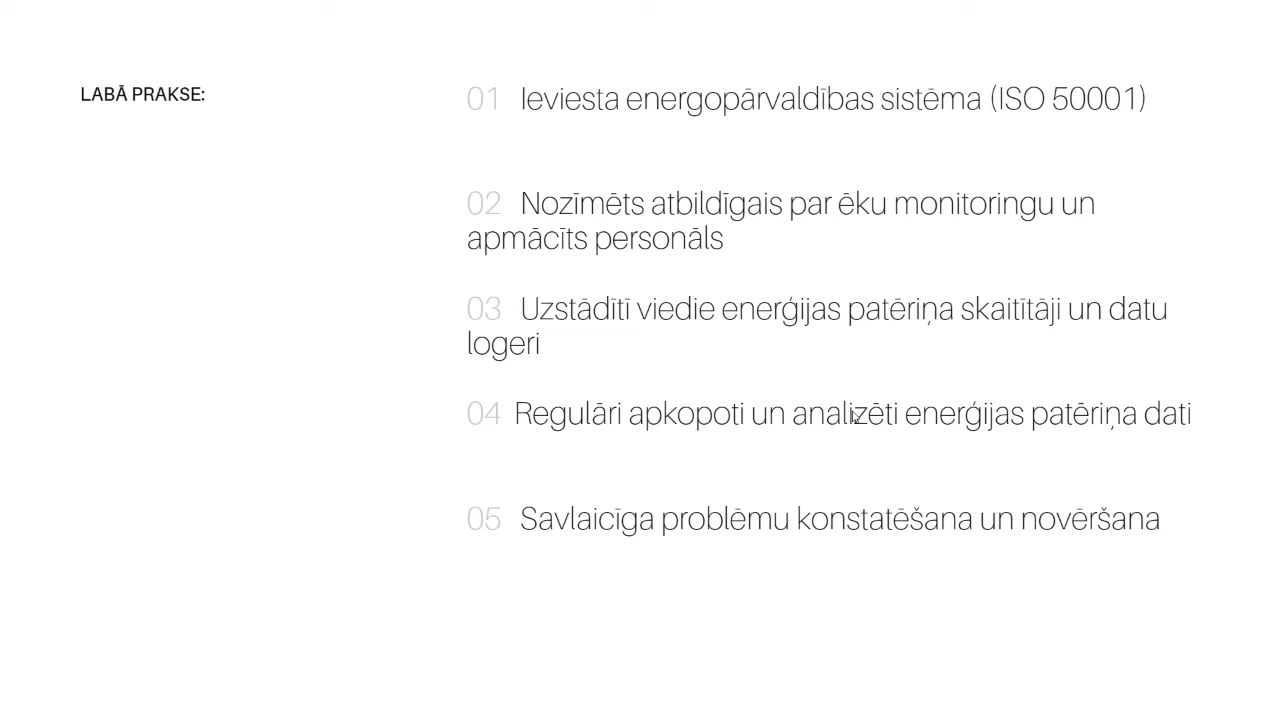 LABĀ PRAKSE:
01 Ieviesta energopārvaldības sistēma (ISO 50001)
02 Nozīmēts atbildīgais par ēku monitoringu un
apmācīts personāls
03 Uzstādītī viedie enerģijas patēriņa skaitītāji un datu
logeri
04 Regulāri apkopoti un analizēti enerģijas patēriņa dati
05 Savlaicīga problēmu konstatēšana un novēršana